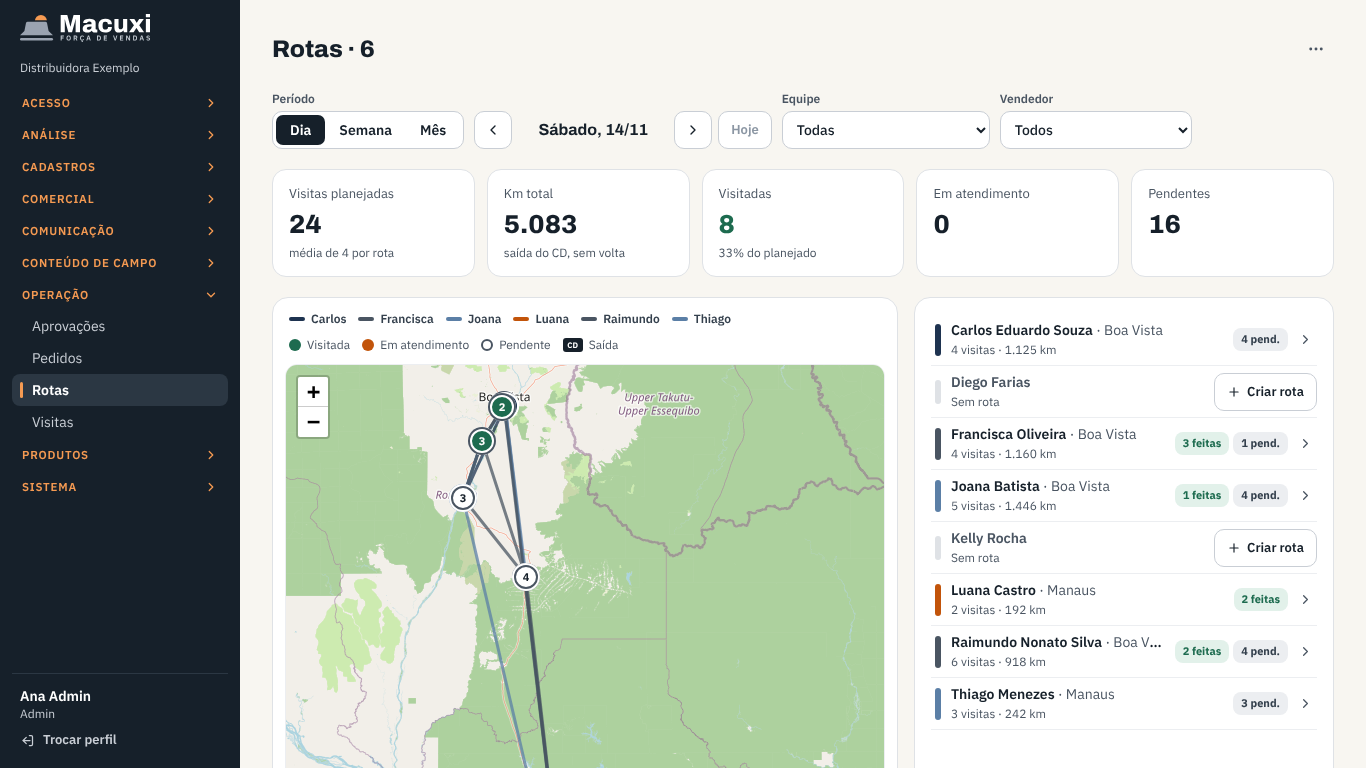 Macuxi
FORÇA DE VENDAS
Distribuidora Exemplo
ACESSO
ANÁLISE
CADASTROS
COMERCIAL
COMUNICAÇÃO
CONTEÚDO DE CAMPO
OPERAÇÃO
Aprovações
Pedidos
Rotas
Visitas
PRODUTOS
SISTEMA
Ana Admin
Admin
Trocar perfil
Rotas · 6
Período
Dia Semana Mês
Sábado, 14/11
Hoje
Equipe
Todas
Vendedor
Todos
Visitas planejadas
24
média de 4 por rota
Km total
5.083
saída do CD, sem volta
Visitadas
8
33% do planejado
Em atendimento
0
Pendentes
16
Carlos Francisca Joana Luana Raimundo Thiago
Visitada Em atendimento Pendente CD Saída
+
−
2
Upper Takutu-
Upper Essequibo
3
3
4
Carlos Eduardo Souza · Boa Vista
4 visitas · 1.125 km
4 pend.
Diego Farias
Sem rota
+ Criar rota
Francisca Oliveira · Boa Vista
4 visitas · 1.160 km
3 feitas 1 pend.
Joana Batista · Boa Vista
5 visitas · 1.446 km
1 feitas 4 pend.
Kelly Rocha
Sem rota
+ Criar rota
Luana Castro · Manaus
2 visitas · 192 km
2 feitas
Raimundo Nonato Silva · Boa V...
6 visitas · 918 km
2 feitas 4 pend.
Thiago Menezes · Manaus
3 visitas · 242 km
3 pend.